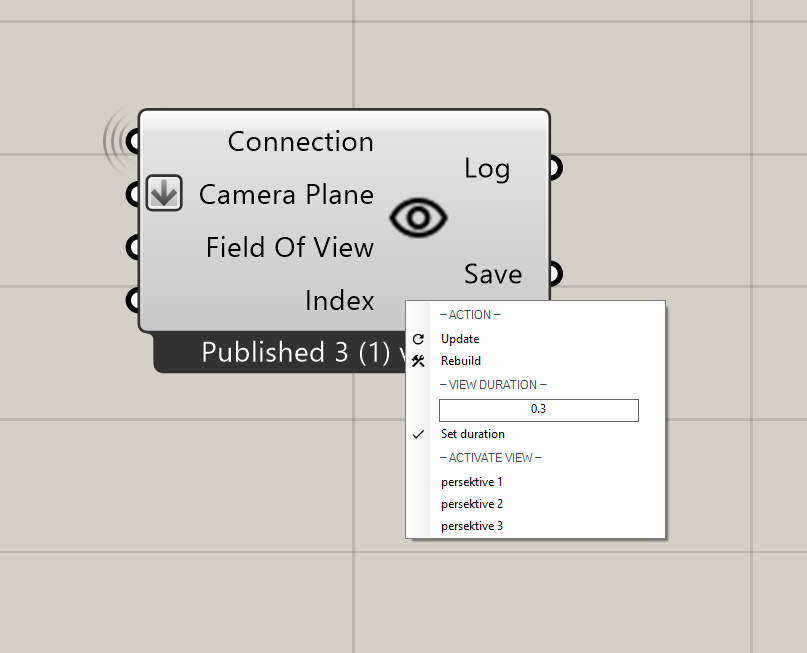 Connection
Camera Plane
Field Of View
Index
Log
Save
Published 3 (1)
– ACTION –
Update
Rebuild
– VIEW DURATION –
0.3
Set duration
– ACTIVATE VIEW –
persektive 1
persektive 2
persektive 3